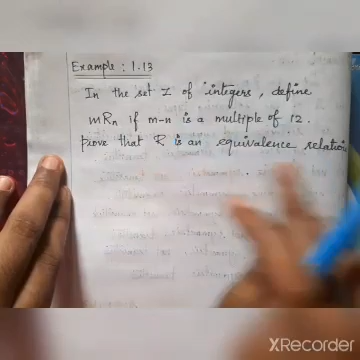 Example : 1.13
In the set Z of integers, define
mRn if m-n is a multiple of 12.
Prove that R is an equivalence relation
XRecorder